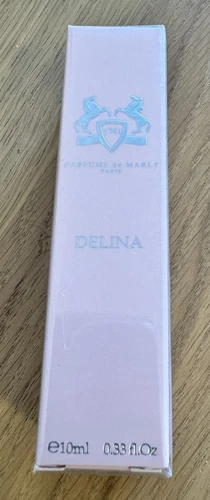 PARFUMS de MARLY
PARIS
DELINA
℮10ml 0.33 fl.Oz